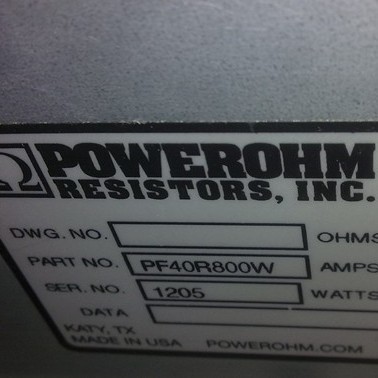 Ω POWEROHM
RESISTORS, INC.
DWG. NO. OHMS
PART NO. PF40R800W AMPS
SER. NO. 1205 WATTS
DATA
KATY, TX
MADE IN USA POWEROHM.COM